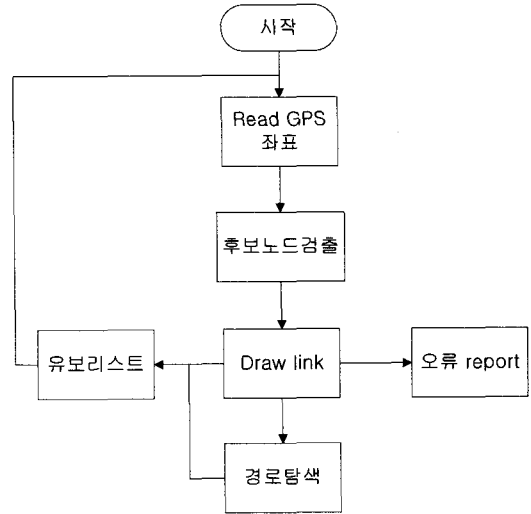 시작
Read GPS
좌표
후보노드검출
유보리스트
Draw link
오류 report
경로탐색